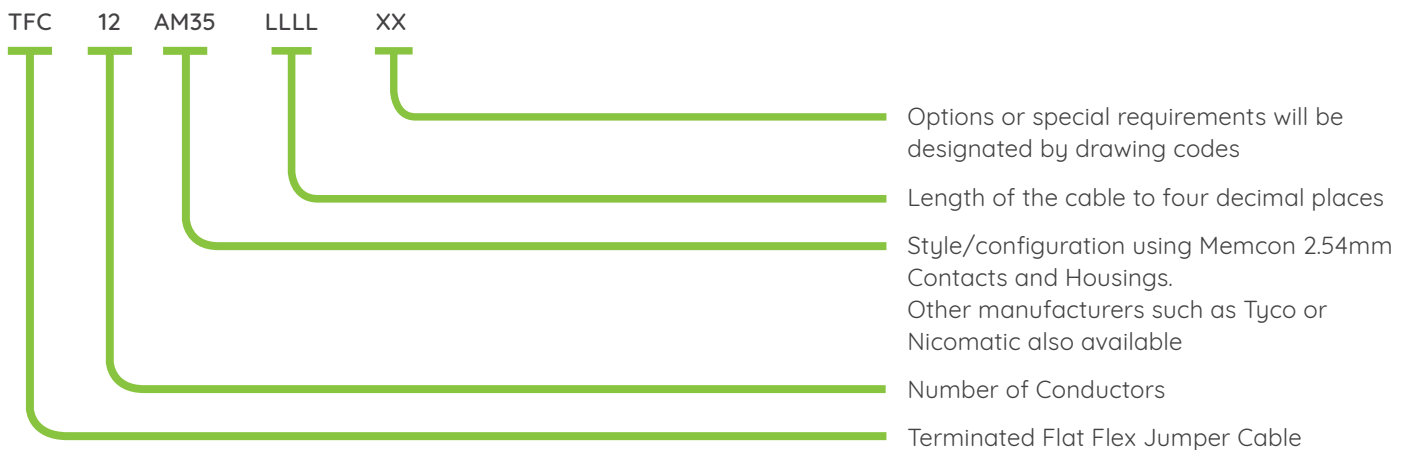 TFC 12 AM35 LLLL XX
Options or special requirements will be
designated by drawing codes
Length of the cable to four decimal places
Style/configuration using Memcon 2.54mm
Contacts and Housings.
Other manufacturers such as Tyco or
Nicomatic also available
Number of Conductors
Terminated Flat Flex Jumper Cable